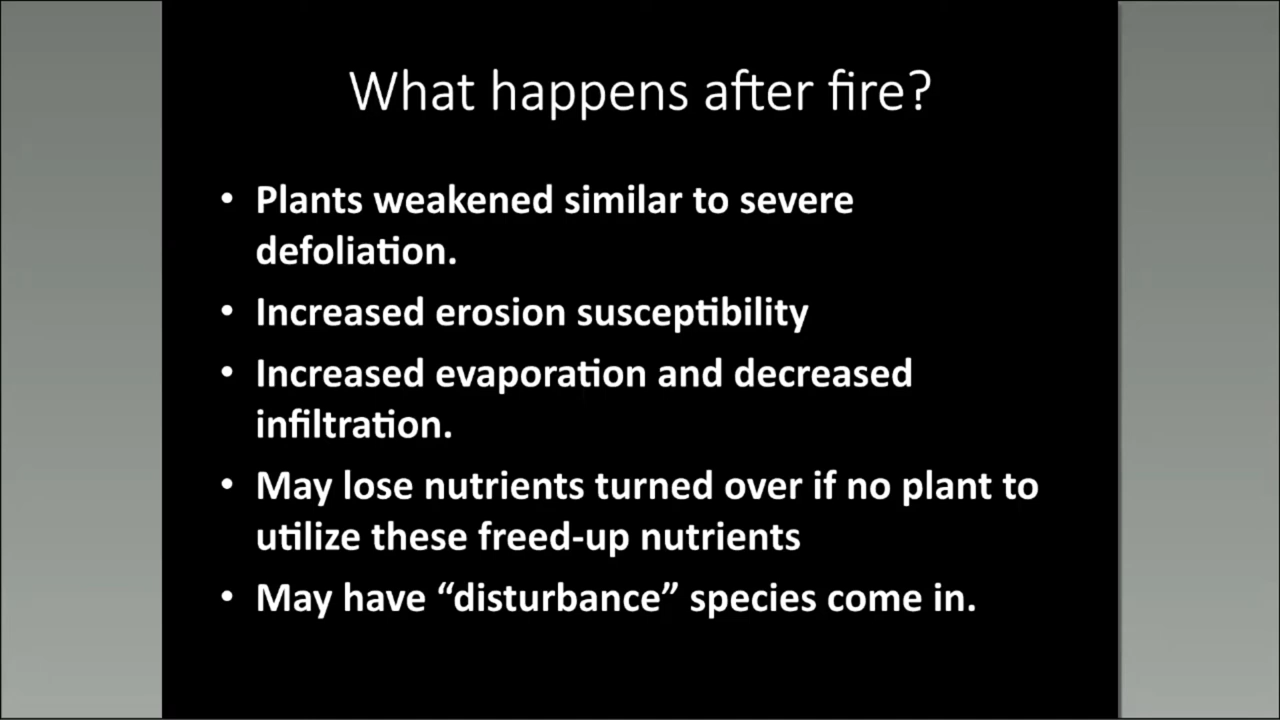 What happens after fire?
• Plants weakened similar to severe
defoliation.
• Increased erosion susceptibility
• Increased evaporation and decreased
infiltration.
• May lose nutrients turned over if no plant to
utilize these freed-up nutrients
• May have “disturbance” species come in.